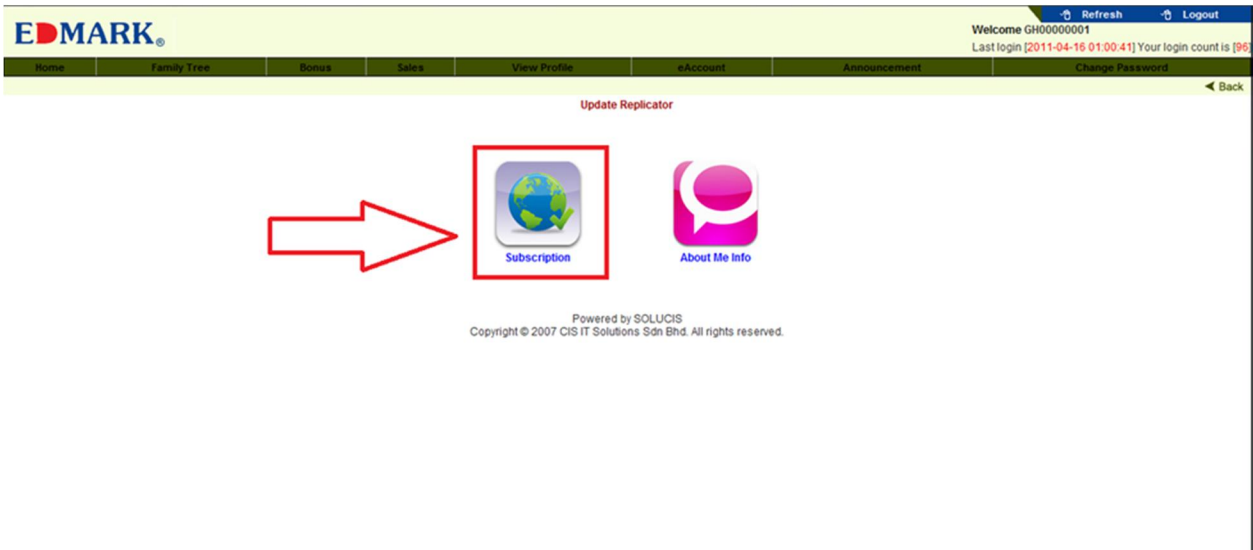 Refresh Logout
EDMARK®
Welcome GH00000001
Last login [2011-04-16 01:00:41] Your login count is [96]
Home Family Tree Bonus Sales View Profile eAccount Announcement Change Password
Back
Update Replicator
Subscription About Me Info
Powered by SOLUCIS
Copyright © 2007 CIS IT Solutions Sdn Bhd. All rights reserved.